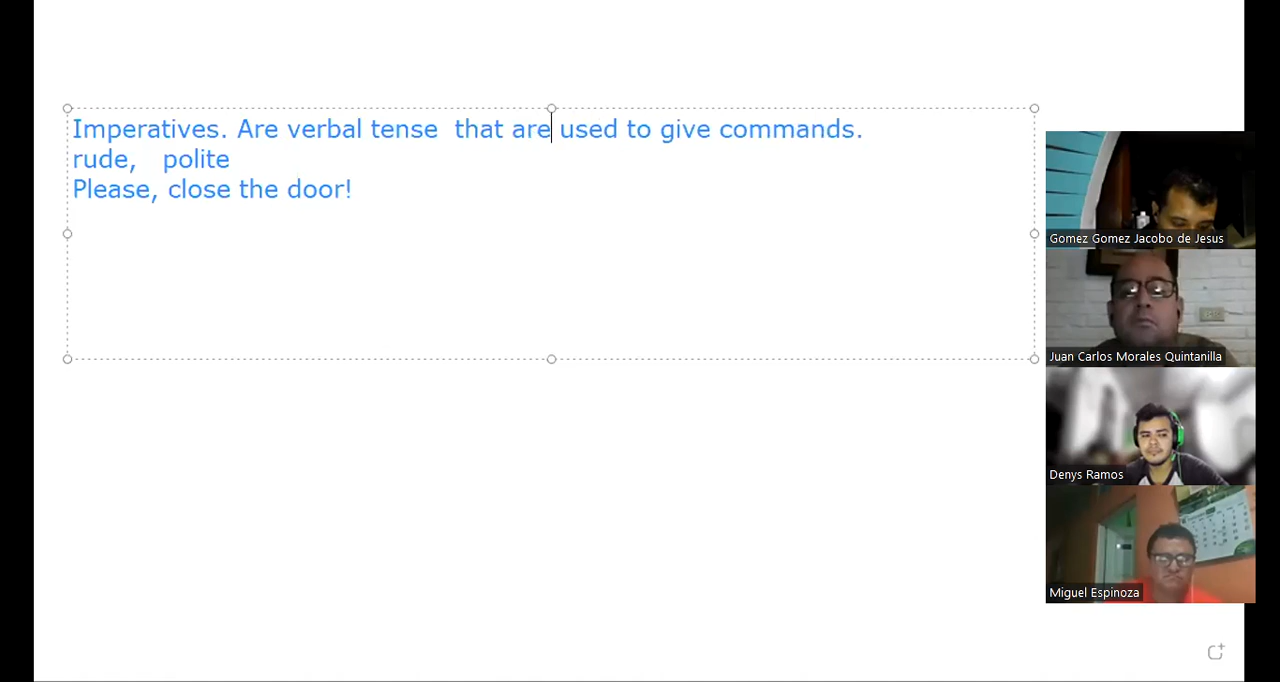 Imperatives. Are verbal tense  that are used to give commands.
rude,   polite
Please, close the door!
Gomez Gomez Jacobo de Jesus
Juan Carlos Morales Quintanilla
Denys Ramos
Miguel Espinoza